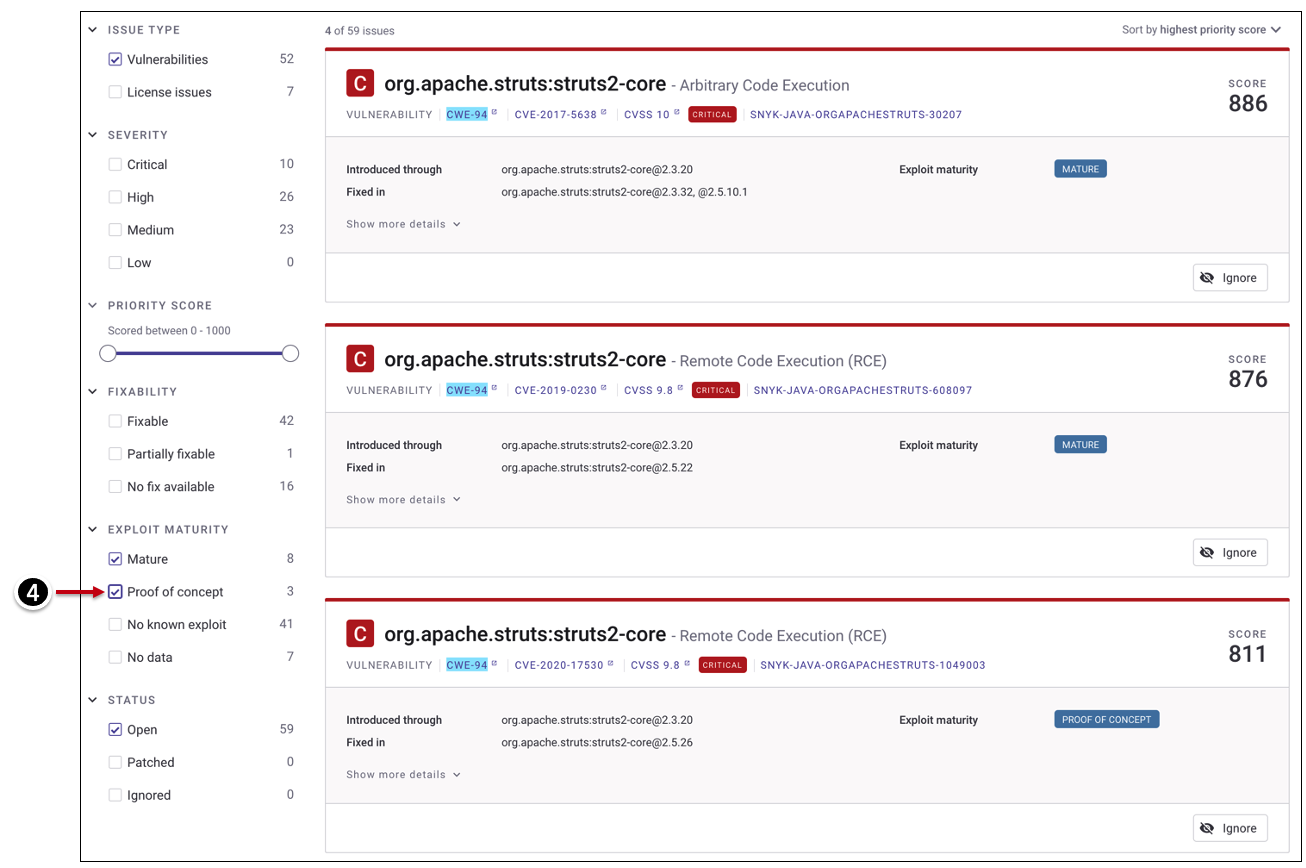 ISSUE TYPE
Vulnerabilities 52
License issues 7
SEVERITY
Critical 10
High 26
Medium 23
Low 0
PRIORITY SCORE
Scored between 0 - 1000
FIXABILITY
Fixable 42
Partially fixable 1
No fix available 16
EXPLOIT MATURITY
Mature 8
4
Proof of concept 3
No known exploit 41
No data 7
STATUS
Open 59
Patched 0
Ignored 0
4 of 59 issues
Sort by highest priority score
C org.apache.struts:struts2-core - Arbitrary Code Execution
SCORE
886
VULNERABILITY CWE-94 CVE-2017-5638 CVSS 10 CRITICAL SNYK-JAVA-ORGAPACHESTRUTS-30207
Introduced through org.apache.struts:struts2-core@2.3.20 Exploit maturity MATURE
Fixed in org.apache.struts:struts2-core@2.3.32, @2.5.10.1
Show more details
Ignore
C org.apache.struts:struts2-core - Remote Code Execution (RCE)
SCORE
876
VULNERABILITY CWE-94 CVE-2019-0230 CVSS 9.8 CRITICAL SNYK-JAVA-ORGAPACHESTRUTS-608097
Introduced through org.apache.struts:struts2-core@2.3.20 Exploit maturity MATURE
Fixed in org.apache.struts:struts2-core@2.5.22
Show more details
Ignore
C org.apache.struts:struts2-core - Remote Code Execution (RCE)
SCORE
811
VULNERABILITY CWE-94 CVE-2020-17530 CVSS 9.8 CRITICAL SNYK-JAVA-ORGAPACHESTRUTS-1049003
Introduced through org.apache.struts:struts2-core@2.3.20 Exploit maturity PROOF OF CONCEPT
Fixed in org.apache.struts:struts2-core@2.5.26
Show more details
Ignore